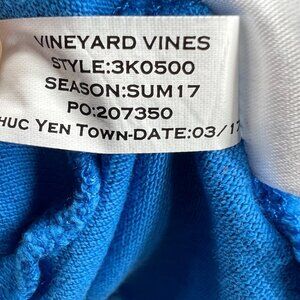 VINEYARD VINES
STYLE:3K0500
SEASON:SUM17
PO:207350
HUC YEN TOWN-DATE:03/17